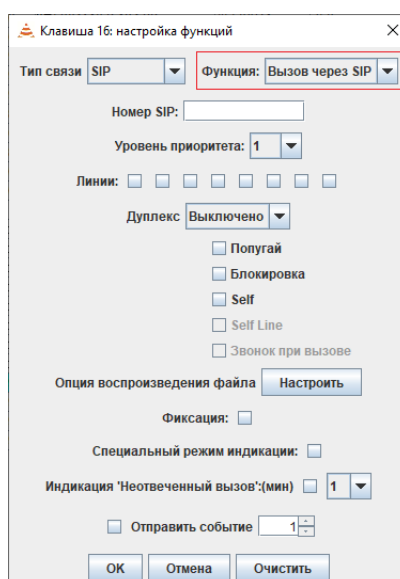 Клавиша 16: настройка функций
Тип связи SIP Функция: Вызов через SIP
Номер SIP:
Уровень приоритета: 1
Линии:
Дуплекс Выключено
Попугай
Блокировка
Self
Self Line
Звонок при вызове
Опция воспроизведения файла Настроить
Фиксация:
Специальный режим индикации:
Индикация 'Неотвеченный вызов':(мин) 1
Отправить событие 1
OK Отмена Очистить